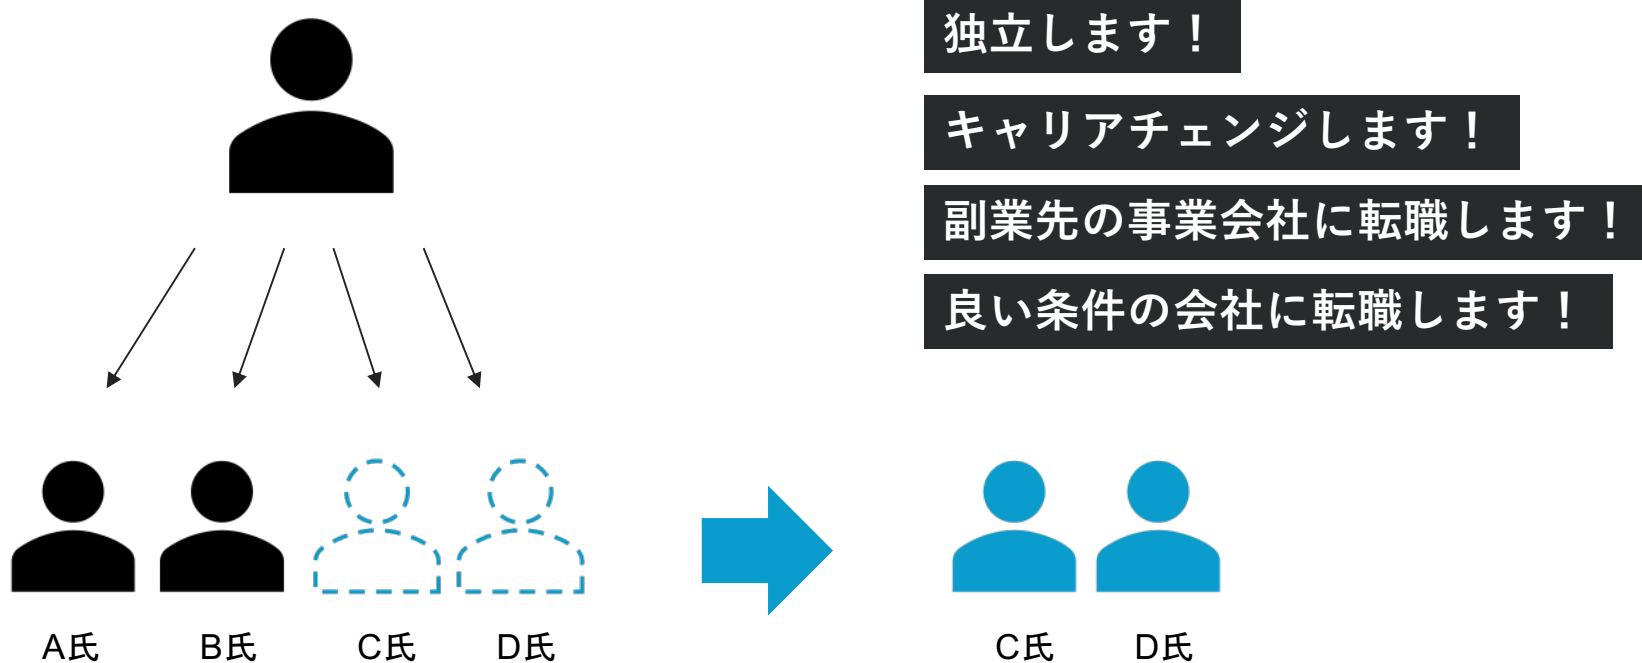 独立します！
キャリアチェンジします！
副業先の事業会社に転職します！
良い条件の会社に転職します！
A氏
B氏
C氏
D氏
C氏
D氏